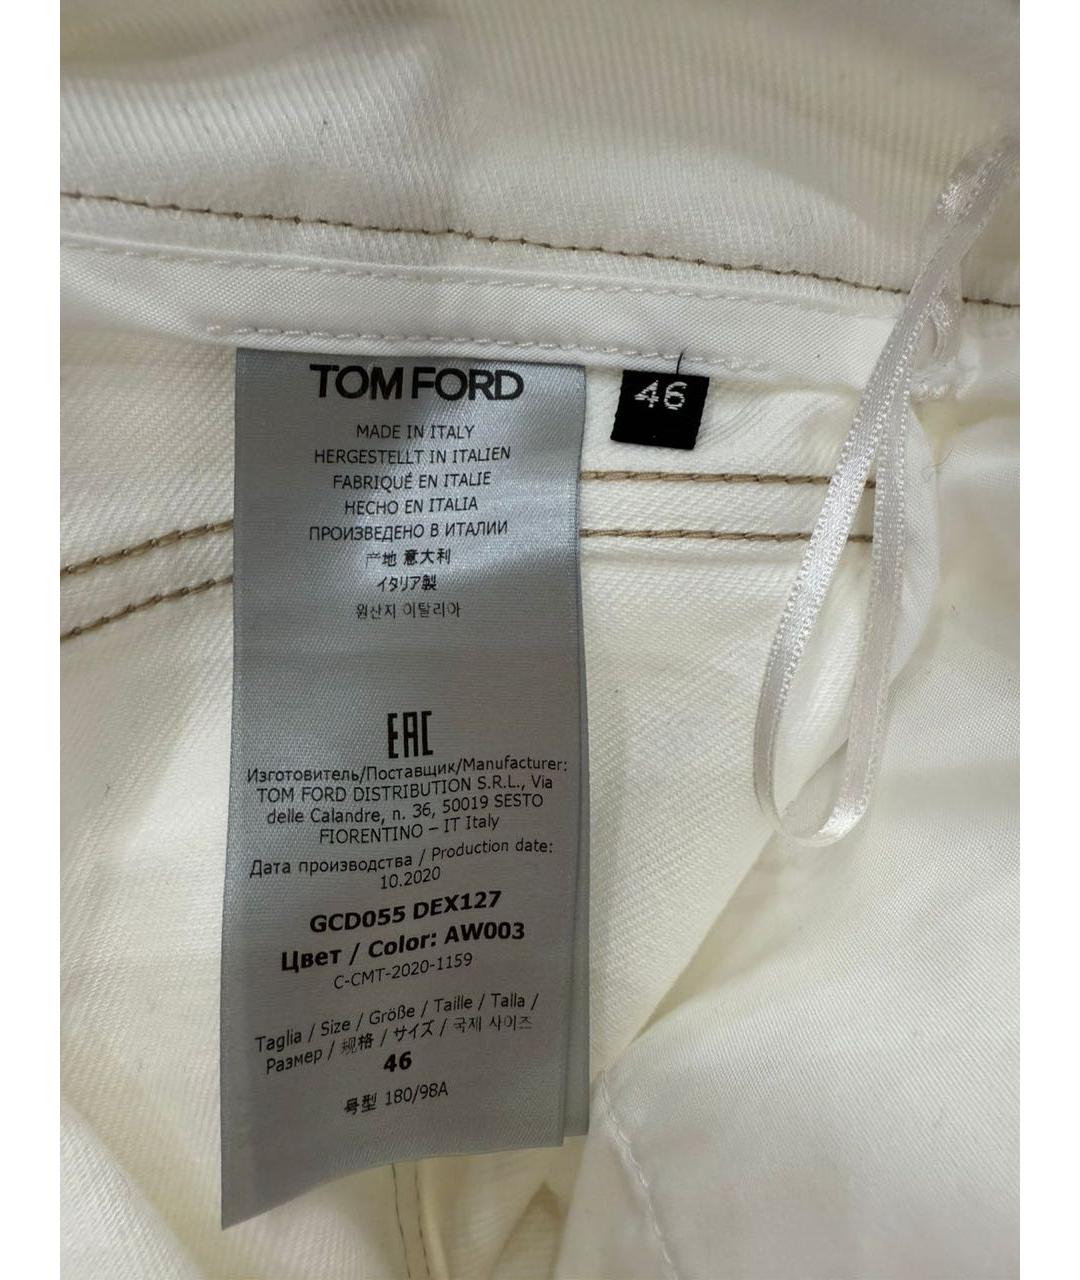 TOM FORD
46
MADE IN ITALY
HERGESTELLT IN ITALIEN
FABRIQUÉ EN ITALIE
HECHO EN ITALIA
ПРОИЗВЕДЕНО В ИТАЛИИ
产地 意大利
イタリア製
원산지 이탈리아
EAC
Изготовитель/Поставщик/Manufacturer:
TOM FORD DISTRIBUTION S.R.L., Via
delle Calandre, n. 36, 50019 SESTO
FIORENTINO – IT Italy
Дата производства / Production date:
10.2020
GCD055 DEX127
Цвет / Color: AW003
C-CMT-2020-1159
Taglia / Size / Größe / Taille / Talla /
Размер / 规格 / サイズ / 국제 사이즈
46
号型 180/98A